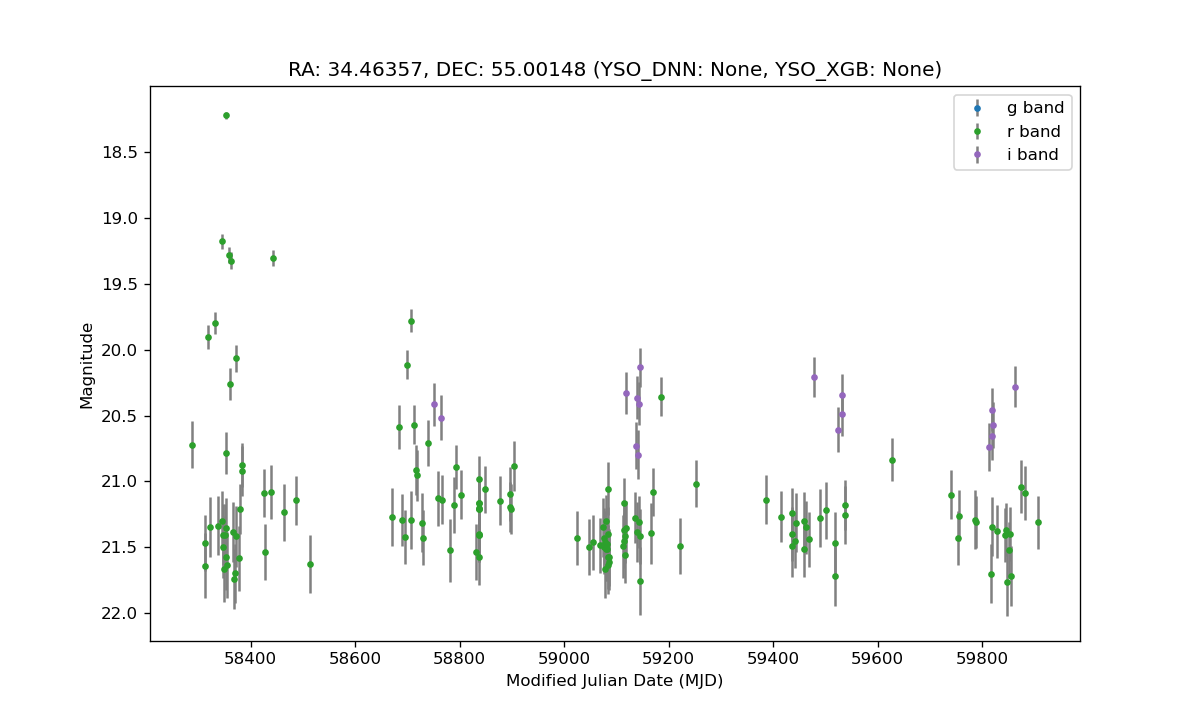 RA: 34.46357, DEC: 55.00148 (YSO_DNN: None, YSO_XGB: None)
g band
r band
i band
18.5
19.0
19.5
20.0
20.5
21.0
21.5
22.0
Magnitude
58400
58600
58800
59000
59200
59400
59600
59800
Modified Julian Date (MJD)